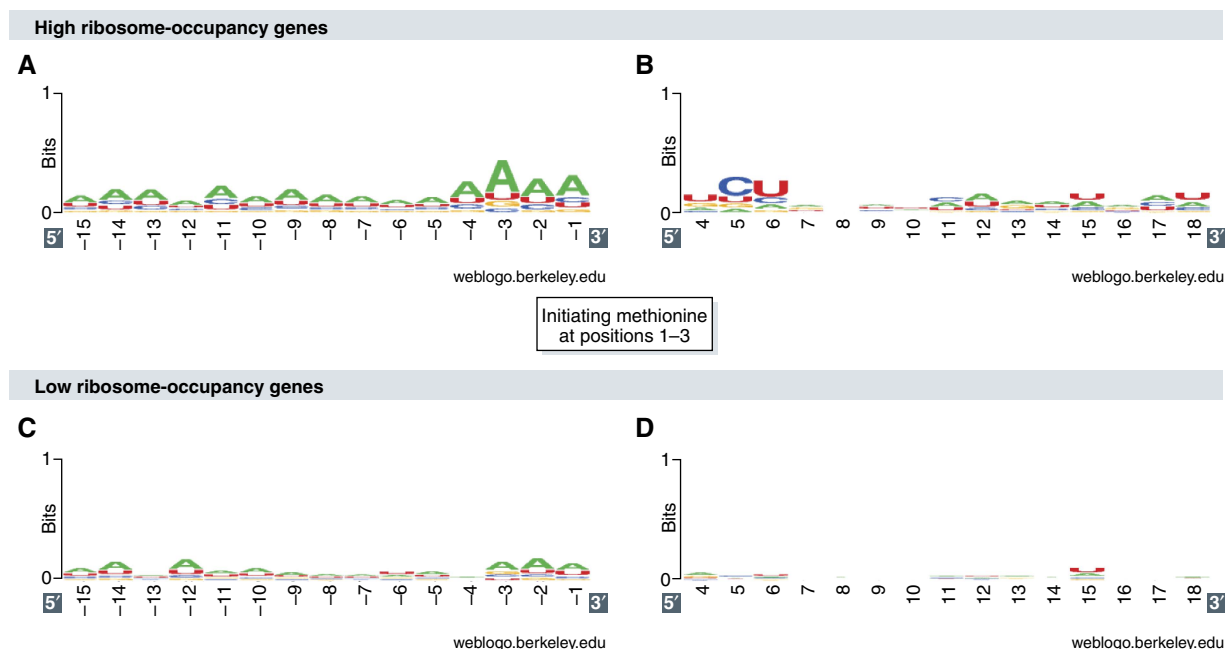 High ribosome-occupancy genes
A
B
1
Bits
0
A A A A A A A A A A A A A A A
5′ –15 –14 –13 –12 –11 –10 –9 –8 –7 –6 –5 –4 –3 –2 –1 3′
weblogo.berkeley.edu
1
Bits
0
U C U
5′ 4 5 6 7 8 9 10 11 12 13 14 15 16 17 18 3′
weblogo.berkeley.edu
Initiating methionine
at positions 1–3
Low ribosome-occupancy genes
C
D
1
Bits
0
5′ –15 –14 –13 –12 –11 –10 –9 –8 –7 –6 –5 –4 –3 –2 –1 3′
weblogo.berkeley.edu
1
Bits
0
5′ 4 5 6 7 8 9 10 11 12 13 14 15 16 17 18 3′
weblogo.berkeley.edu